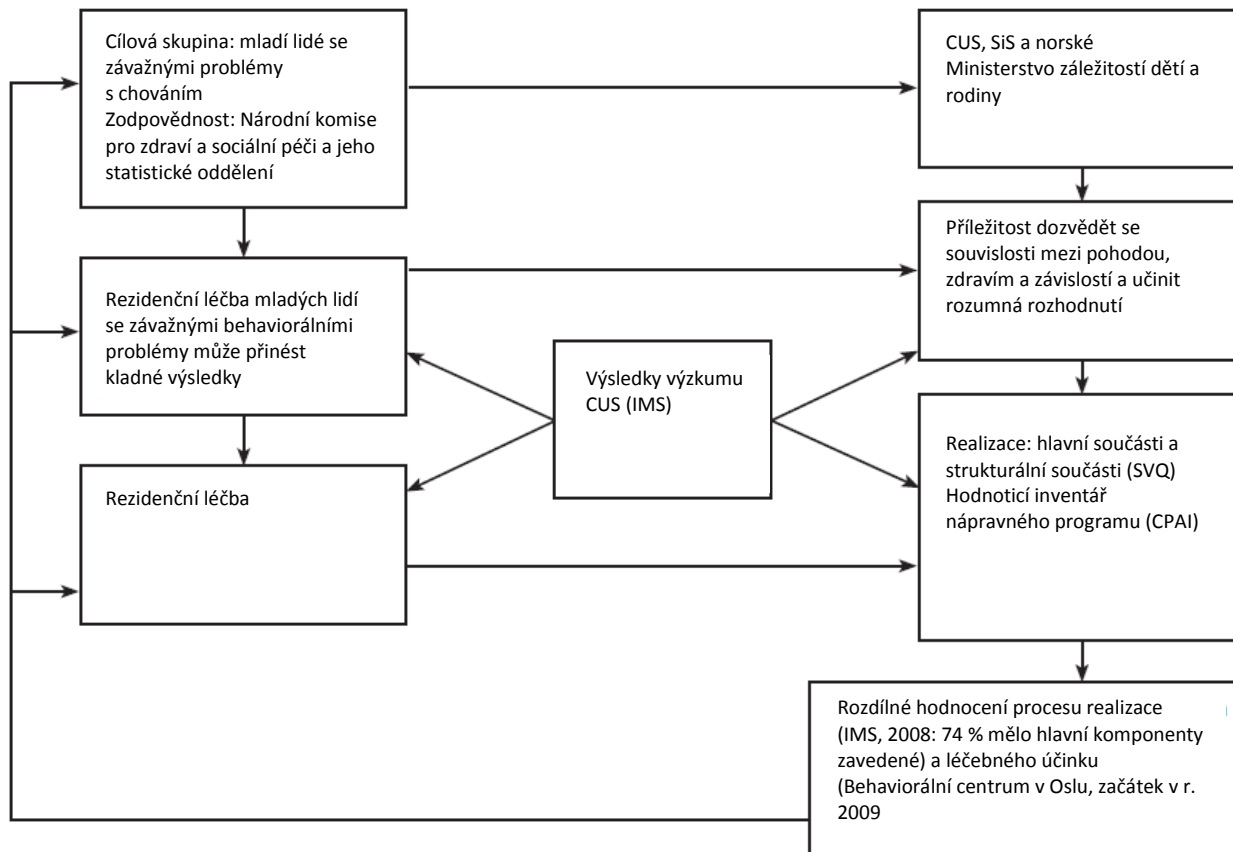 Cílová skupina: mladí lidé se
závažnými problémy
s chováním
Zodpovědnost: Národní komise
pro zdraví a sociální péči a jeho
statistické oddělení
CUS, SiS a norské
Ministerstvo záležitostí dětí a
rodiny
Rezidenční léčba mladých lidí
se závažnými behaviorálními
problémy může přinést
kladné výsledky
Příležitost dozvědět se
souvislosti mezi pohodou,
zdravím a závislostí a učinit
rozumná rozhodnutí
Výsledky výzkumu
CUS (IMS)
Rezidenční léčba
Realizace: hlavní součásti a
strukturální součásti (SVQ)
Hodnoticí inventář
nápravného programu (CPAI)
Rozdílné hodnocení procesu realizace
(IMS, 2008: 74 % mělo hlavní komponenty
zavedené) a léčebného účinku
(Behaviorální centrum v Oslu, začátek v r.
2009